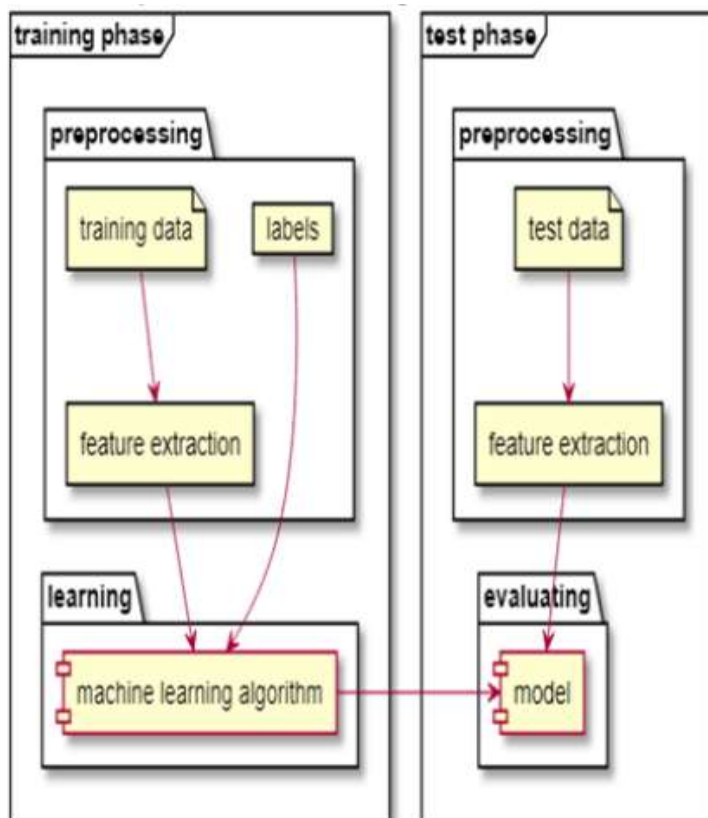 training phase
preprocessing
training data
labels
feature extraction
learning
machine learning algorithm
test phase
preprocessing
test data
feature extraction
evaluating
model